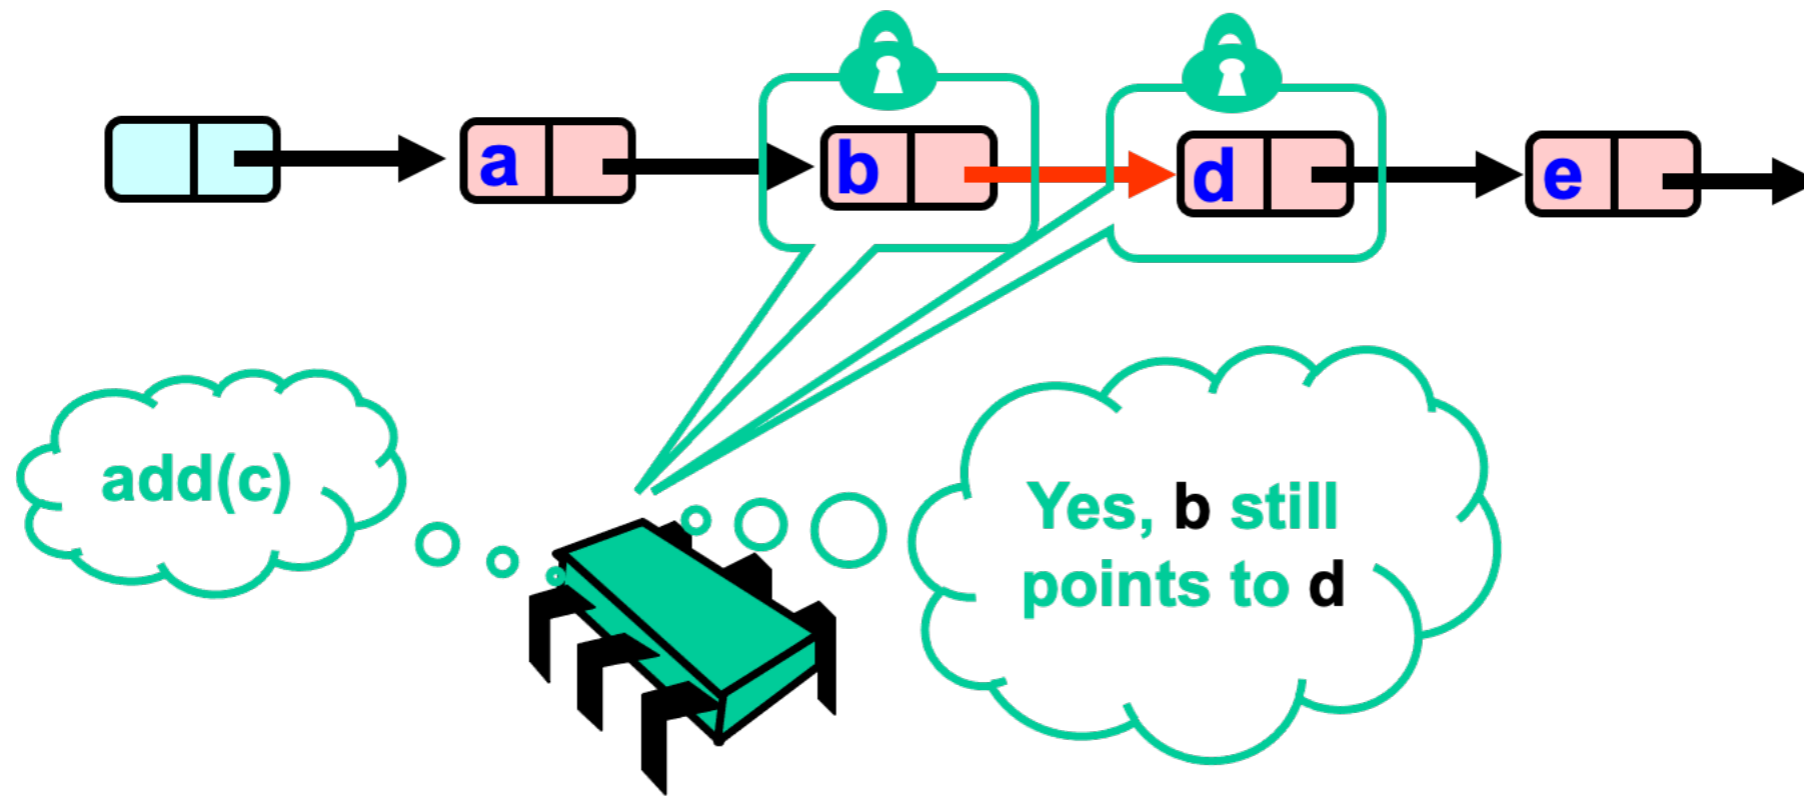 a b d e
add(c)
Yes, b still
points to d